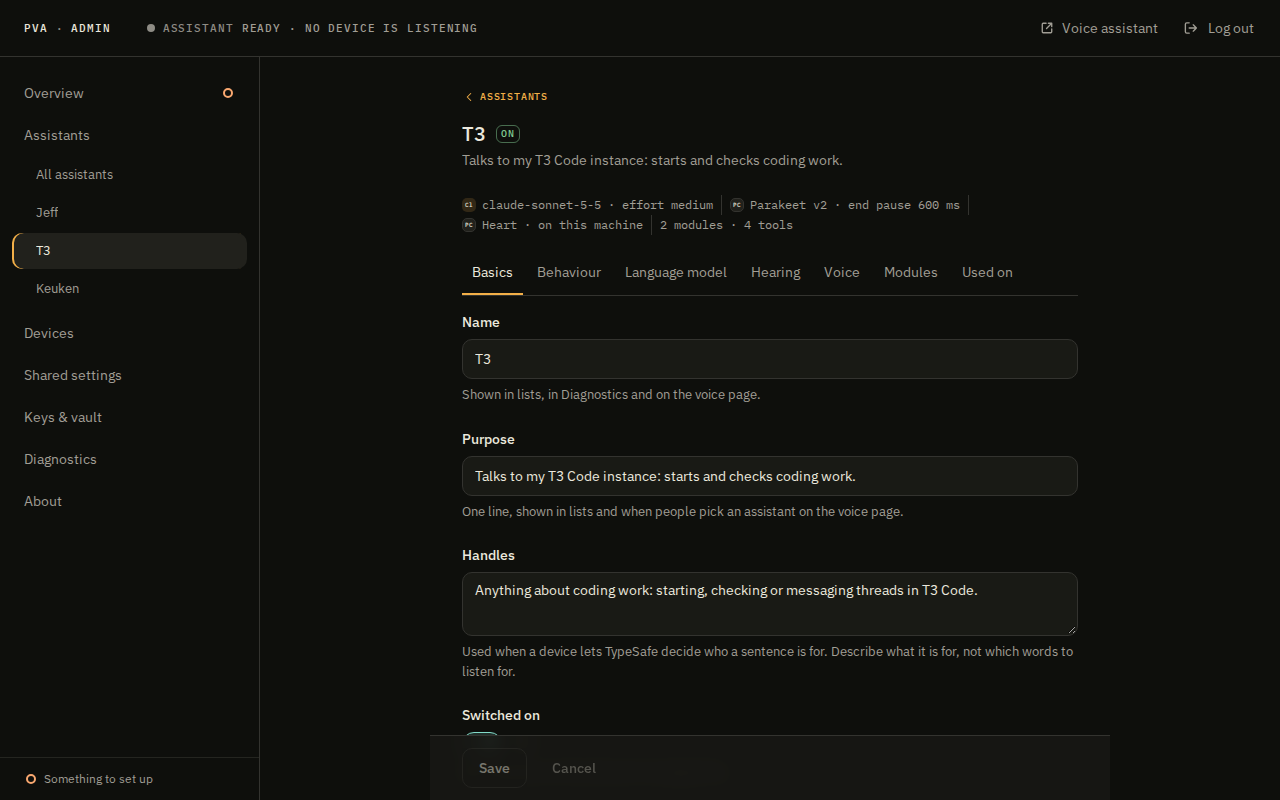 PVA · ADMIN
ASSISTANT READY · NO DEVICE IS LISTENING
Voice assistant
Log out
Overview
Assistants
All assistants
Jeff
T3
Keuken
Devices
Shared settings
Keys & vault
Diagnostics
About
Something to set up
ASSISTANTS
T3 ON
Talks to my T3 Code instance: starts and checks coding work.
Cl claude-sonnet-5-5 · effort medium PC Parakeet v2 · end pause 600 ms
PC Heart · on this machine 2 modules · 4 tools
Basics Behaviour Language model Hearing Voice Modules Used on
Name
T3
Shown in lists, in Diagnostics and on the voice page.
Purpose
Talks to my T3 Code instance: starts and checks coding work.
One line, shown in lists and when people pick an assistant on the voice page.
Handles
Anything about coding work: starting, checking or messaging threads in T3 Code.
Used when a device lets TypeSafe decide who a sentence is for. Describe what it is for, not which words to
listen for.
Switched on
Save Cancel